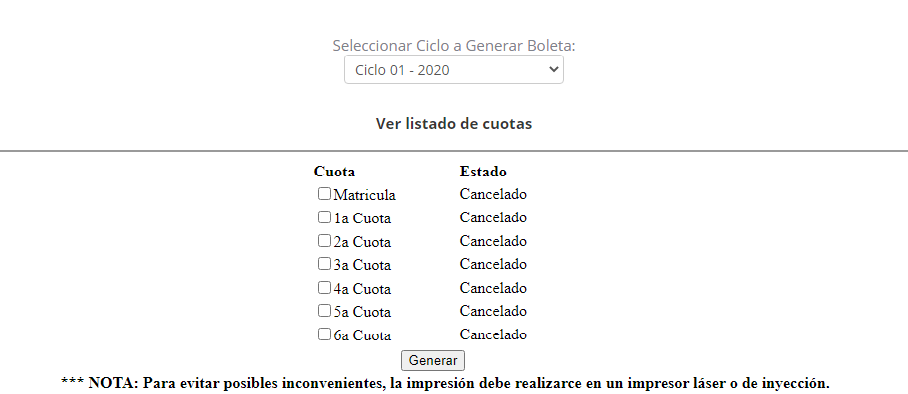 Seleccionar Ciclo a Generar Boleta:
Ciclo 01 - 2020
Ver listado de cuotas
Cuota Estado
Matricula Cancelado
1a Cuota Cancelado
2a Cuota Cancelado
3a Cuota Cancelado
4a Cuota Cancelado
5a Cuota Cancelado
6a Cuota Cancelado
Generar
*** NOTA: Para evitar posibles inconvenientes, la impresión debe realizarce en un impresor láser o de inyección.